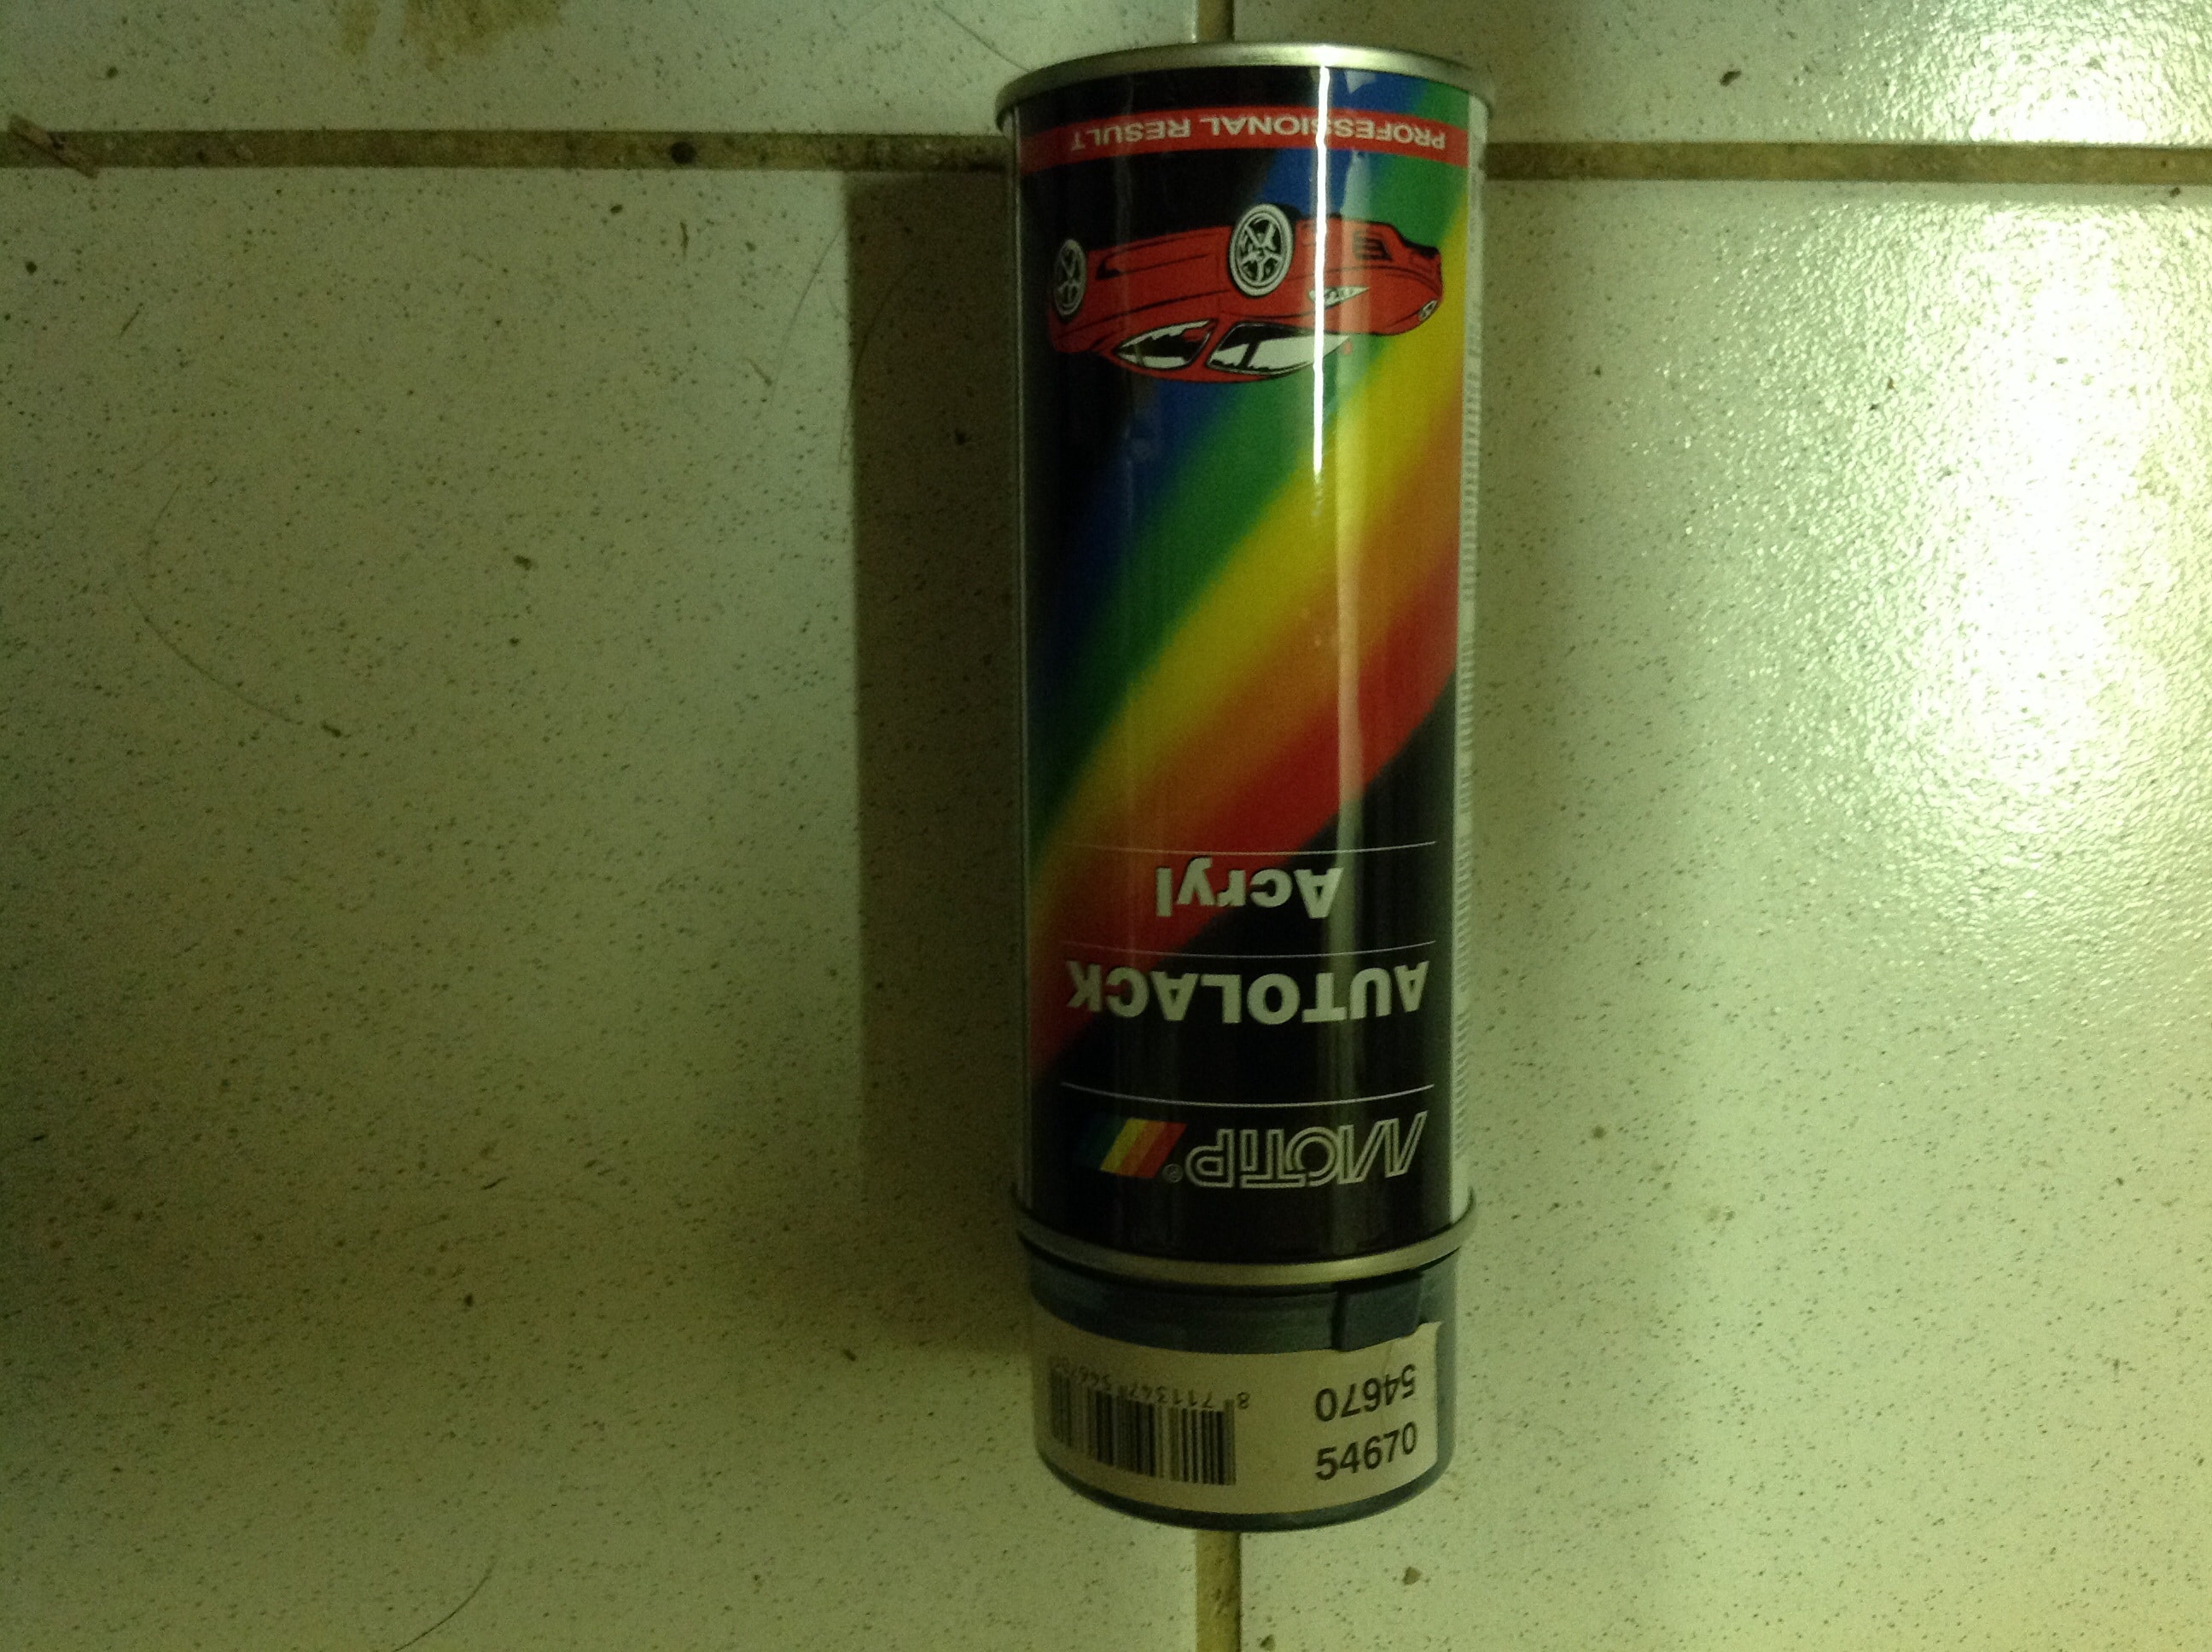 MOTIP®
AUTOLACK
Acryl
PROFESSIONAL RESULT
54670
54670